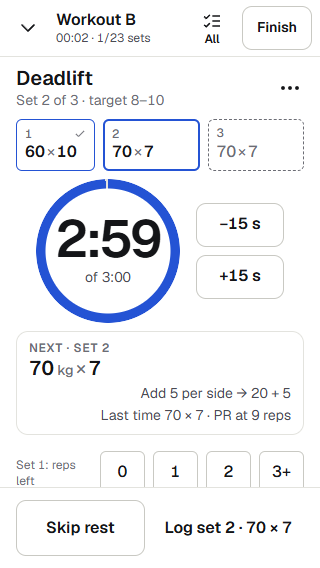 Workout B
00:02 · 1/23 sets
All
Finish
Deadlift
Set 2 of 3 · target 8–10
1
60×10
2
70×7
3
70×7
2:59
of 3:00
−15 s
+15 s
NEXT · SET 2
70 kg × 7
Add 5 per side → 20 + 5
Last time 70 × 7 · PR at 9 reps
Set 1: reps
left
0
1
2
3+
Skip rest
Log set 2 · 70 × 7